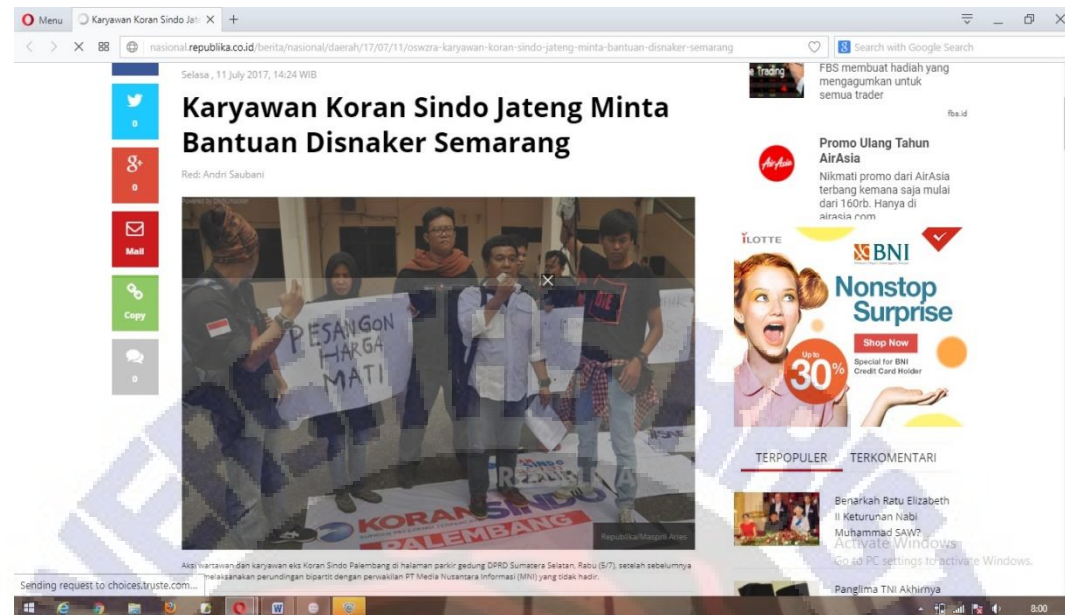 Menu
Karyawan Koran Sindo Jat
nasional.republika.co.id/berita/nasional/daerah/17/07/11/oswzra-karyawan-koran-sindo-jateng-minta-bantuan-disnaker-semarang
Search with Google Search
Selasa , 11 July 2017, 14:24 WIB
Karyawan Koran Sindo Jateng Minta
Bantuan Disnaker Semarang
Red: Andri Saubani
0
0
Mail
Copy
0
PESANGON
HARGA
MATI
KORAN SINDO
PALEMBANG
REPUBLIKA
Republika/Maspril Aries
Aksi wartawan dan karyawan eks Koran Sindo Palembang di halaman parkir gedung DPRD Sumatera Selatan, Rabu (5/7), setelah sebelumnya
melaksanakan perundingan bipartit dengan perwakilan PT Media Nusantara Informasi (MNI) yang tidak hadir.
Trading
FBS membuat hadiah yang
mengagumkan untuk
semua trader
fbs.id
AirAsia
Promo Ulang Tahun
AirAsia
Nikmati promo dari AirAsia
terbang kemana saja mulai
dari 160rb. Hanya di
airasia.com
iLOTTE
BNI
Nonstop
Surprise
Shop Now
Up to
30%
Special for BNI
Credit Card Holder
TERPOPULER
TERKOMENTARI
Benarkah Ratu Elizabeth
II Keturunan Nabi
Muhammad SAW?
Activate Windows
Go to PC settings to activate Windows.
Panglima TNI Akhirnya
Sending request to choices.truste.com...
8:00